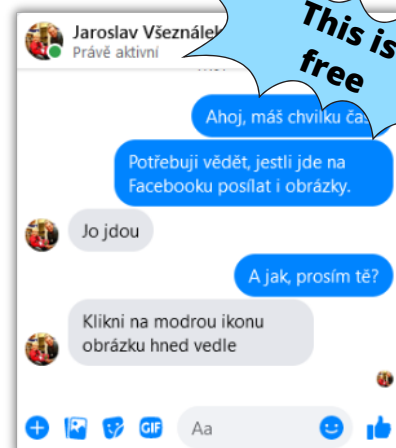 This is
free
Jaroslav Všeználek
Právě aktivní
Ahoj, máš chvilku
Potřebuji vědět, jestli jde na
Facebooku posílat i obrázky.
Jo jdou
A jak, prosím tě?
Klikni na modrou ikonu
obrázku hned vedle
GIF
Aa